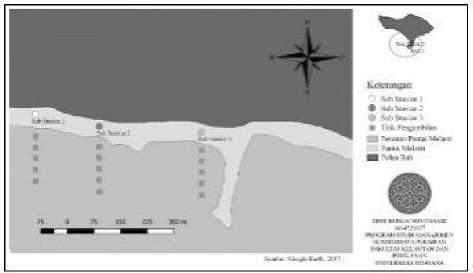 Sub Stasiun 1
Sub Stasiun 2
Sub Stasiun 3
75 0 75 150 225 300 m
Sumber : Google Earth, 2017
Keterangan
Sub Stasiun 1
Sub Stasiun 2
Sub Stasiun 3
Titik Pengambilan
Perairan Pantai Melasti
Pantai Melasti
Pulau Bali
PROGRAM STUDI MANAJEMEN
SUMBERDAYA PERAIRAN
FAKULTAS KELAUTAN DAN
PERIKANAN
UNIVERSITAS UDAYANA